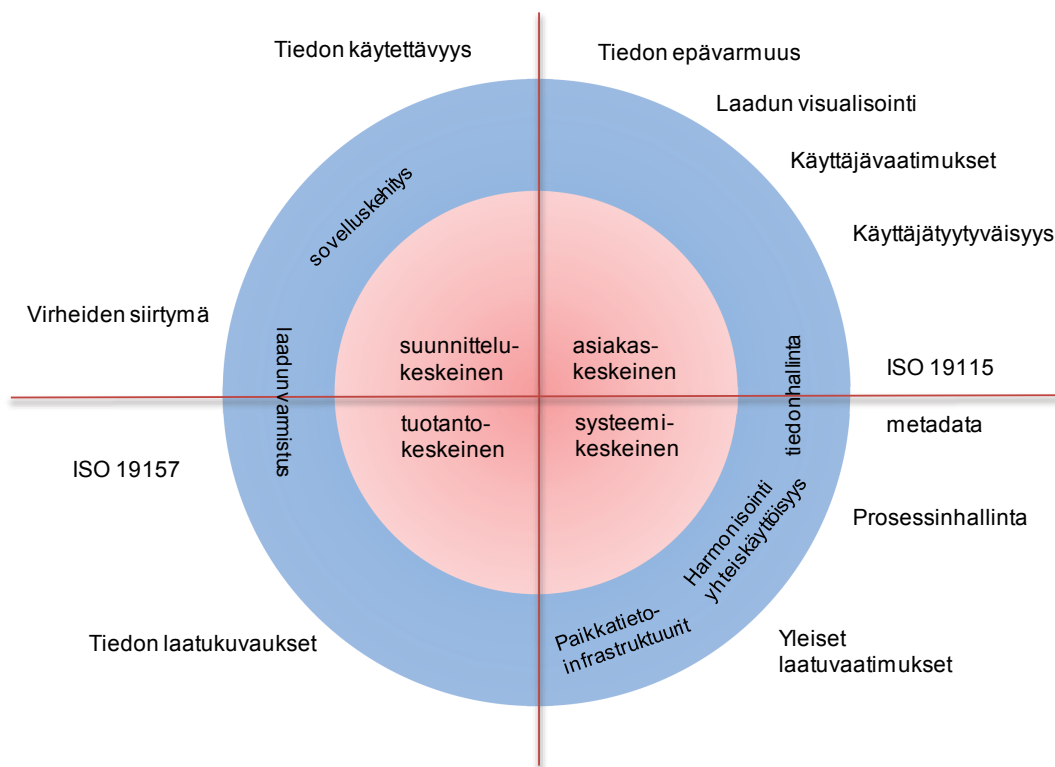 Tiedon käytettävyys
Tiedon epävarmuus
Laadun visualisointi
Käyttäjävaatimukset
Käyttäjätyytyväisyys
sovelluskehitys
Virheiden siirtymä
laadunvarmistus
suunnittelu-
keskeinen
asiakas-
keskeinen
tiedonhallinta
ISO 19115
metadata
tuotanto-
keskeinen
systeemi-
keskeinen
ISO 19157
Harmonisointi
yhteiskäyttöisyys
Prosessinhallinta
Paikkatieto-
infrastruktuurit
Tiedon laatukuvaukset
Yleiset
laatuvaatimukset